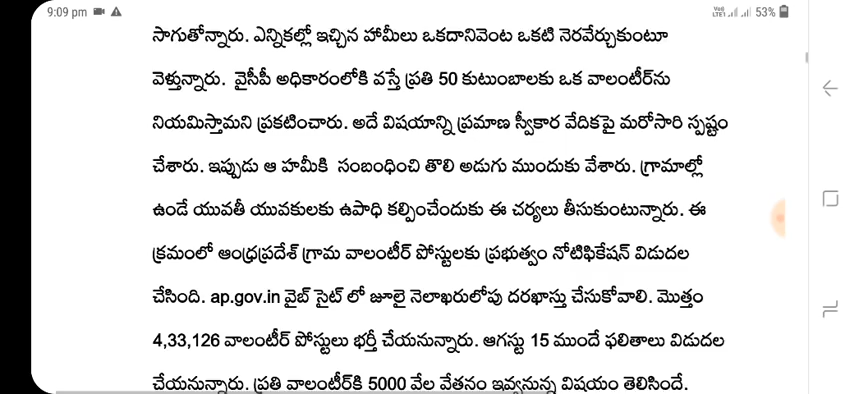 9:09 pm
53%
సాగుతోన్నారు. ఎన్నికల్లో ఇచ్చిన హామీలు ఒకదానివెంట ఒకటి నెరవేర్చుకుంటూ
వెళ్తున్నారు. వైసీపీ అధికారంలోకి వస్తే ప్రతి 50 కుటుంబాలకు ఒక వాలంటీర్‌ను
నియమిస్తామని ప్రకటించారు. అదే విషయాన్ని ప్రమాణ స్వీకార వేదికపై మరోసారి స్పష్టం
చేశారు. ఇప్పుడు ఆ హామీకి సంబంధించి తొలి అడుగు ముందుకు వేశారు. గ్రామాల్లో
ఉండే యువతీ యువకులకు ఉపాధి కల్పించేందుకు ఈ చర్యలు తీసుకుంటున్నారు. ఈ
క్రమంలో ఆంధ్రప్రదేశ్ గ్రామ వాలంటీర్ పోస్టులకు ప్రభుత్వం నోటిఫికేషన్ విడుదల
చేసింది. ap.gov.in వైబ్ సైట్ లో జూలై నెలాఖరులోపు దరఖాస్తు చేసుకోవాలి. మొత్తం
4,33,126 వాలంటీర్ పోస్టులు భర్తీ చేయనున్నారు. ఆగస్టు 15 ముందే ఫలితాలు విడుదల
చేయనున్నారు. ప్రతి వాలంటీర్‌కి 5000 వేల వేతనం ఇవ్వనున్న విషయం తెలిసిందే.